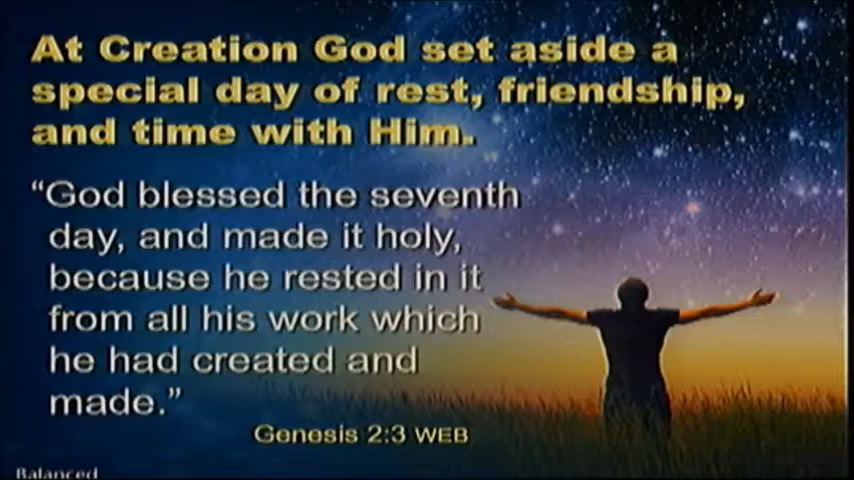 At Creation God set aside a
special day of rest, friendship,
and time with Him.
“God blessed the seventh
day, and made it holy,
because he rested in it
from all his work which
he had created and
made.”
Genesis 2:3 WEB
Balanced